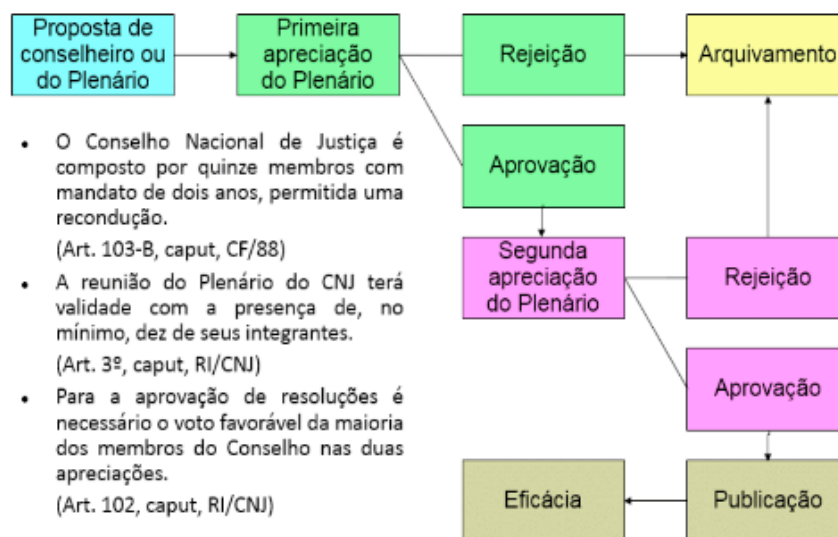 Proposta de
conselheiro ou
do Plenário
Primeira
apreciação
do Plenário
Rejeição
Arquivamento
Aprovação
Segunda
apreciação
do Plenário
Rejeição
Aprovação
Publicação
Eficácia
• O Conselho Nacional de Justiça é
composto por quinze membros com
mandato de dois anos, permitida uma
recondução.
(Art. 103-B, caput, CF/88)
• A reunião do Plenário do CNJ terá
validade com a presença de, no
mínimo, dez de seus integrantes.
(Art. 3º, caput, RI/CNJ)
• Para a aprovação de resoluções é
necessário o voto favorável da maioria
dos membros do Conselho nas duas
apreciações.
(Art. 102, caput, RI/CNJ)